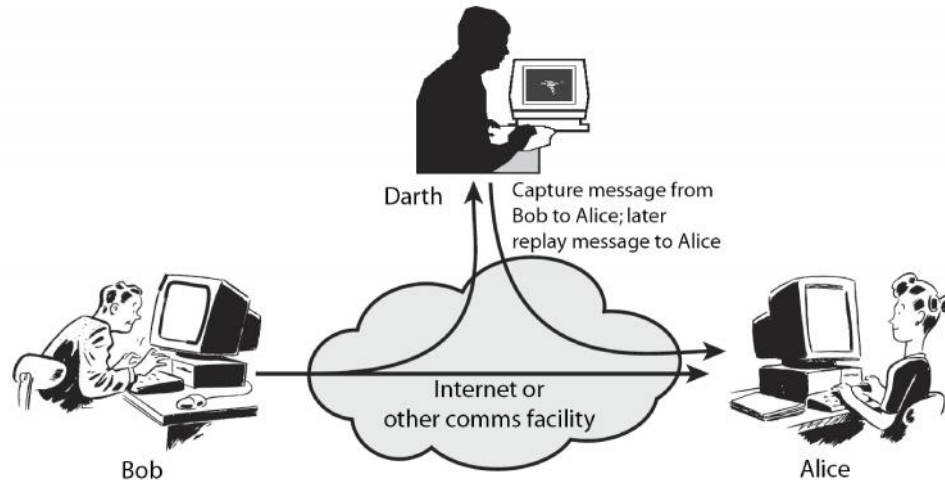 Darth
Capture message from
Bob to Alice; later
replay message to Alice
Internet or
other comms facility
Bob
Alice